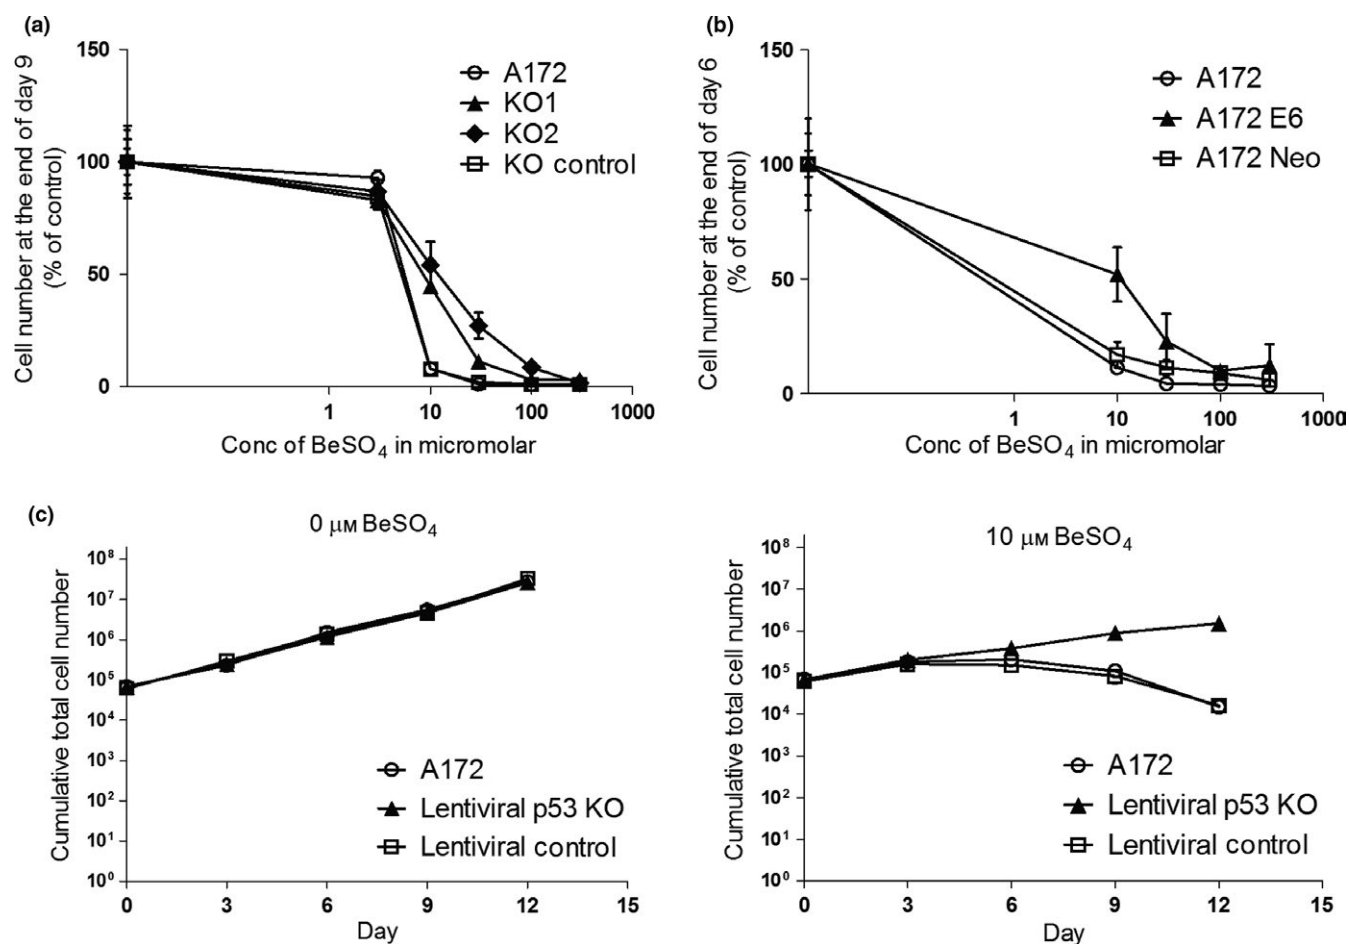 (a)
Cell number at the end of day 9
(% of control)
150
100
50
0
A172
KO1
KO2
KO control
1 10 100 1000
Conc of BeSO₄ in micromolar
(b)
Cell number at the end of day 6
(% of control)
150
100
50
0
A172
A172 E6
A172 Neo
1 10 100 1000
Conc of BeSO₄ in micromolar
(c)
0 μM BeSO₄
Cumulative total cell number
10⁸
10⁷
10⁶
10⁵
10⁴
10³
10²
10¹
10⁰
A172
Lentiviral p53 KO
Lentiviral control
0 3 6 9 12 15
Day
10 μM BeSO₄
Cumulative total cell number
10⁸
10⁷
10⁶
10⁵
10⁴
10³
10²
10¹
10⁰
A172
Lentiviral p53 KO
Lentiviral control
0 3 6 9 12 15
Day